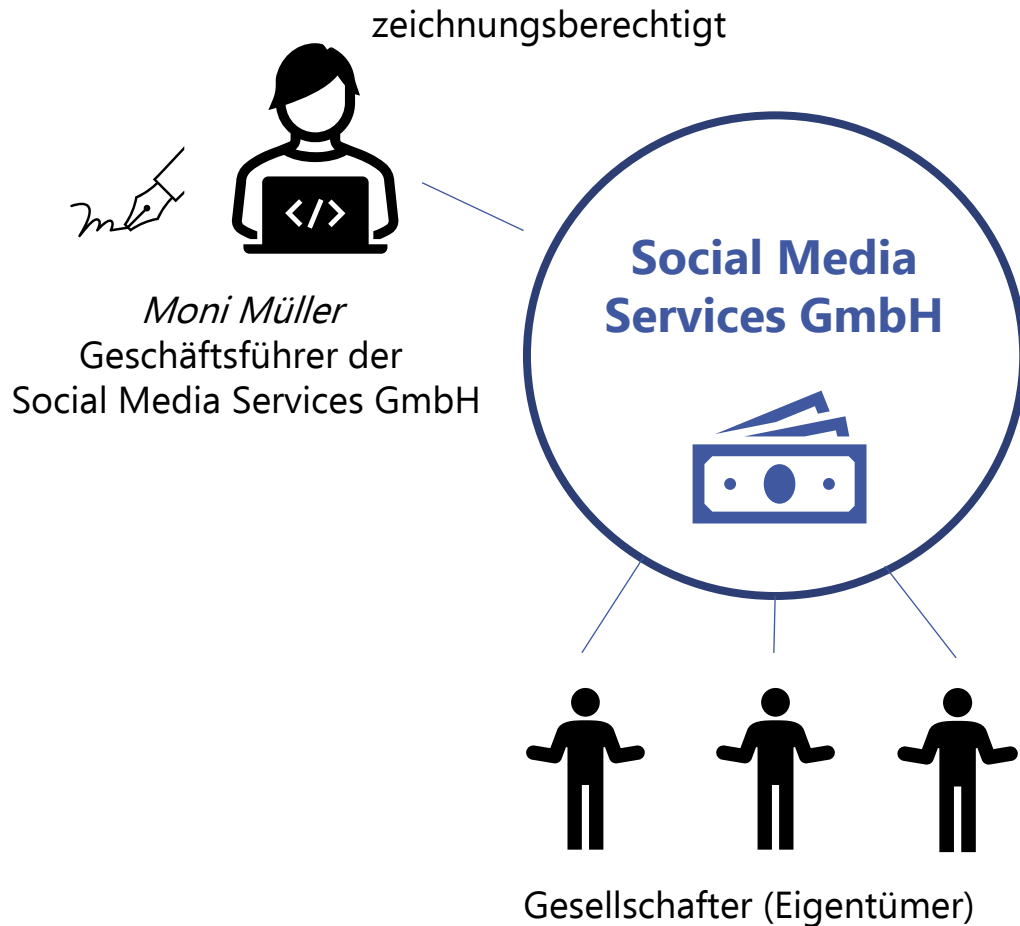 zeichnungsberechtigt
Moni Müller
Geschäftsführer der
Social Media Services GmbH
Social Media
Services GmbH
Gesellschafter (Eigentümer)